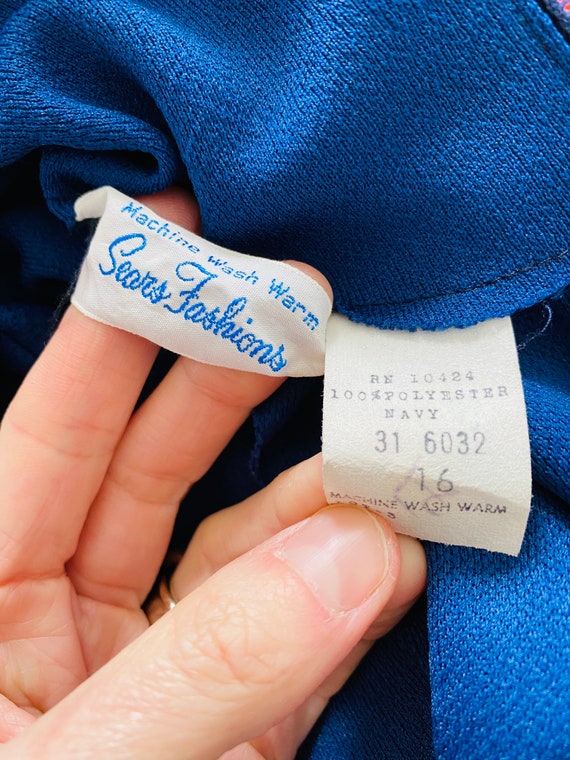 Machine Wash Warm
Sears Fashions
RN 10424
100% POLYESTER
NAVY
31 6032
16
MACHINE WASH WARM